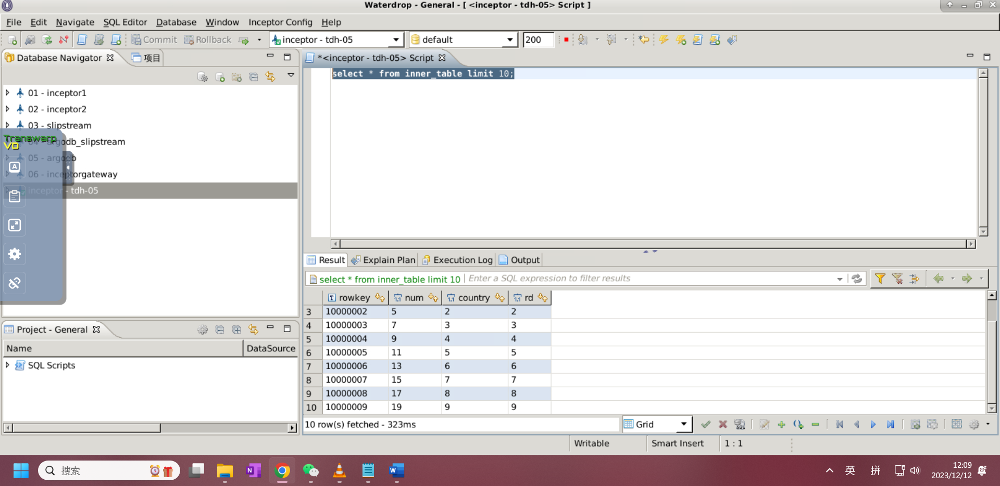 Waterdrop - General - [ <inceptor - tdh-05> Script ]
File Edit Navigate SQL Editor Database Window Inceptor Config Help
Commit Rollback inceptor - tdh-05 default 200
Database Navigator 项目
*<inceptor - tdh-05> Script
select * from inner_table limit 10;
01 - inceptor1
02 - inceptor2
03 - slipstream
04 - argodb_slipstream
05 - argodb
06 - inceptorgateway
inceptor - tdh-05
Transwarp
VD
A
Result Explain Plan Execution Log Output
select * from inner_table limit 10 Enter a SQL expression to filter results
rowkey num country rd
3 10000002 5 2 2
4 10000003 7 3 3
5 10000004 9 4 4
6 10000005 11 5 5
7 10000006 13 6 6
8 10000007 15 7 7
9 10000008 17 8 8
10 10000009 19 9 9
10 row(s) fetched - 323ms
Grid
Project - General
Name DataSource
SQL Scripts
Writable Smart Insert 1 : 1
搜索
英 拼
12:09
2023/12/12